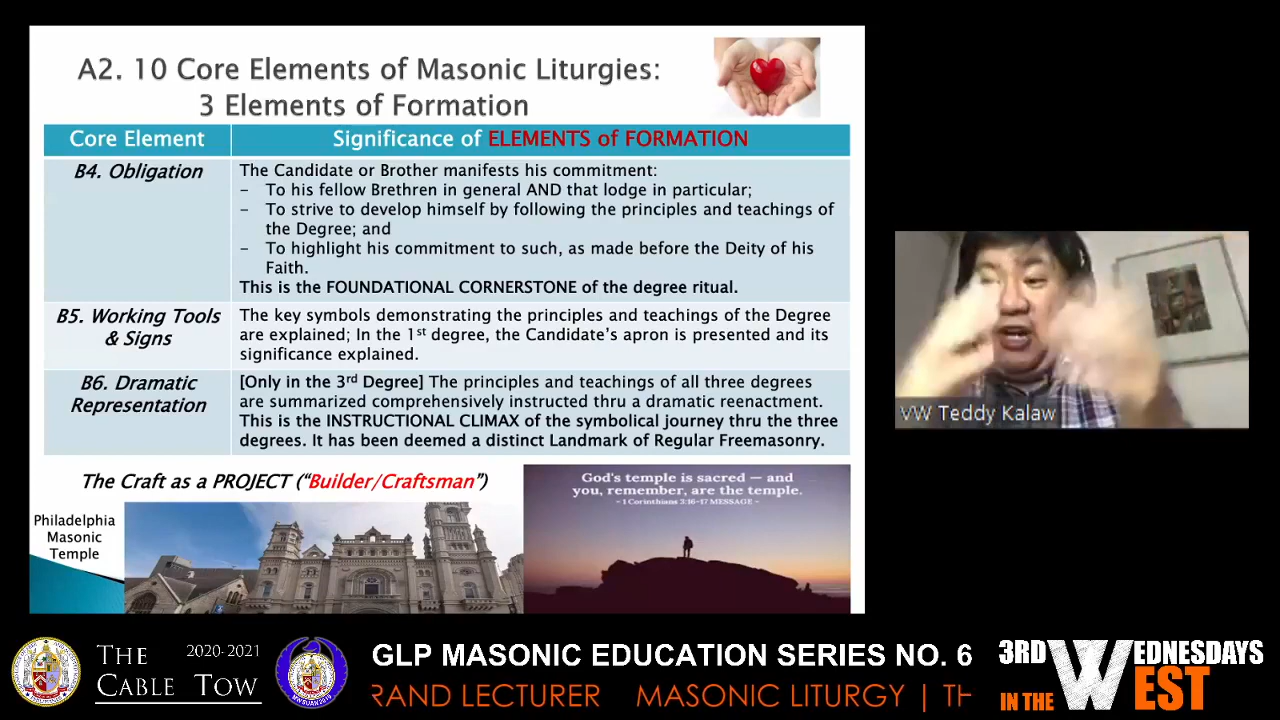 A2. 10 Core Elements of Masonic Liturgies:
3 Elements of Formation
Core Element
Significance of ELEMENTS of FORMATION
B4. Obligation
The Candidate or Brother manifests his commitment:
– To his fellow Brethren in general AND that lodge in particular;
– To strive to develop himself by following the principles and teachings of
the Degree; and
– To highlight his commitment to such, as made before the Deity of his
Faith.
This is the FOUNDATIONAL CORNERSTONE of the degree ritual.
B5. Working Tools
& Signs
The key symbols demonstrating the principles and teachings of the Degree
are explained; In the 1st degree, the Candidate's apron is presented and its
significance explained.
B6. Dramatic
Representation
[Only in the 3rd Degree] The principles and teachings of all three degrees
are summarized comprehensively instructed thru a dramatic reenactment.
This is the INSTRUCTIONAL CLIMAX of the symbolical journey thru the three
degrees. It has been deemed a distinct Landmark of Regular Freemasonry.
The Craft as a PROJECT ("Builder/Craftsman")
Philadelphia
Masonic
Temple
God's temple is sacred — and
you, remember, are the temple.
~ 1 Corinthians 3:16-17 MESSAGE ~
VW Teddy Kalaw
THE 2020-2021
CABLE TOW
GLP MASONIC EDUCATION SERIES NO. 6
RAND LECTURER MASONIC LITURGY | TH
3RD WEDNESDAYS
IN THE WEST